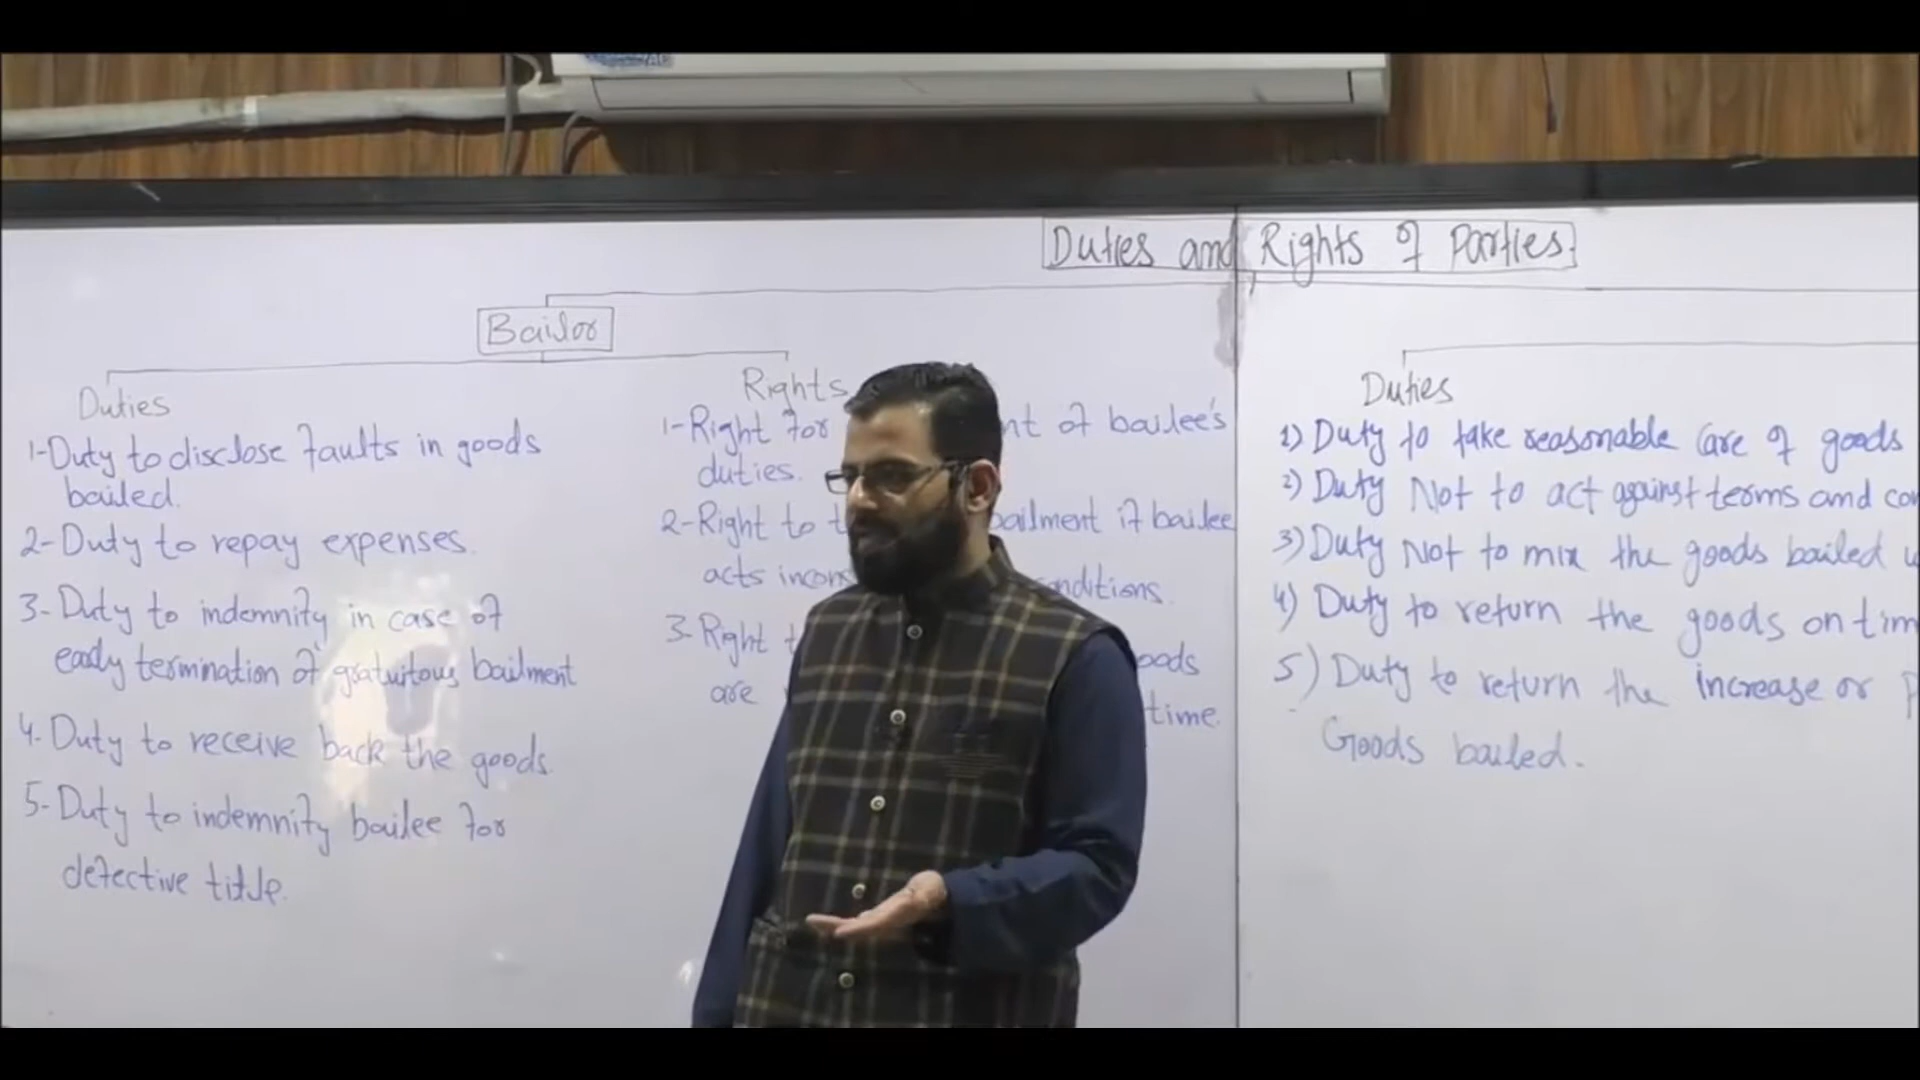 Duties and Rights of Parties.
Bailor
Duties
1-Duty to disclose faults in goods
bailed.
2-Duty to repay expenses.
3-Duty to indemnity in case of
early termination of gratuitous bailment
4.Duty to receive back the goods.
5-Duty to indemnity bailee for
defective title.
Rights
1-Right for nt of bailee's
duties.
2-Right to t bailment if bailee
acts incons nditions.
3-Right t oods
are time.
Duties
1) Duty to take reasonable care of goods
2) Duty Not to act against terms and con
3) Duty Not to mix the goods bailed
4) Duty to return the goods on tim
5) Duty to return the increase or P
Goods bailed.